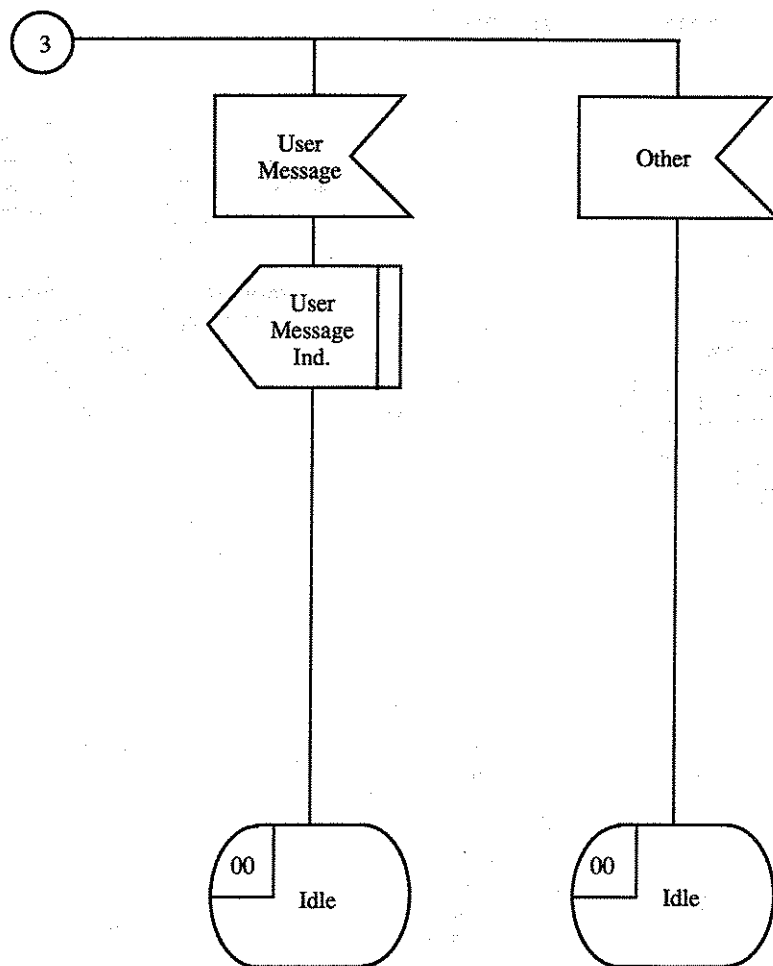 3
User
Message
Other
User
Message
Ind.
00
Idle
00
Idle